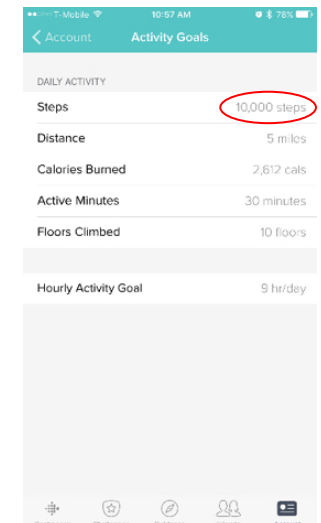 T-Mobile 10:57 AM 78%
Account Activity Goals
DAILY ACTIVITY
Steps 10,000 steps
Distance 5 miles
Calories Burned 2,612 cals
Active Minutes 30 minutes
Floors Climbed 10 floors
Hourly Activity Goal 9 hr/day